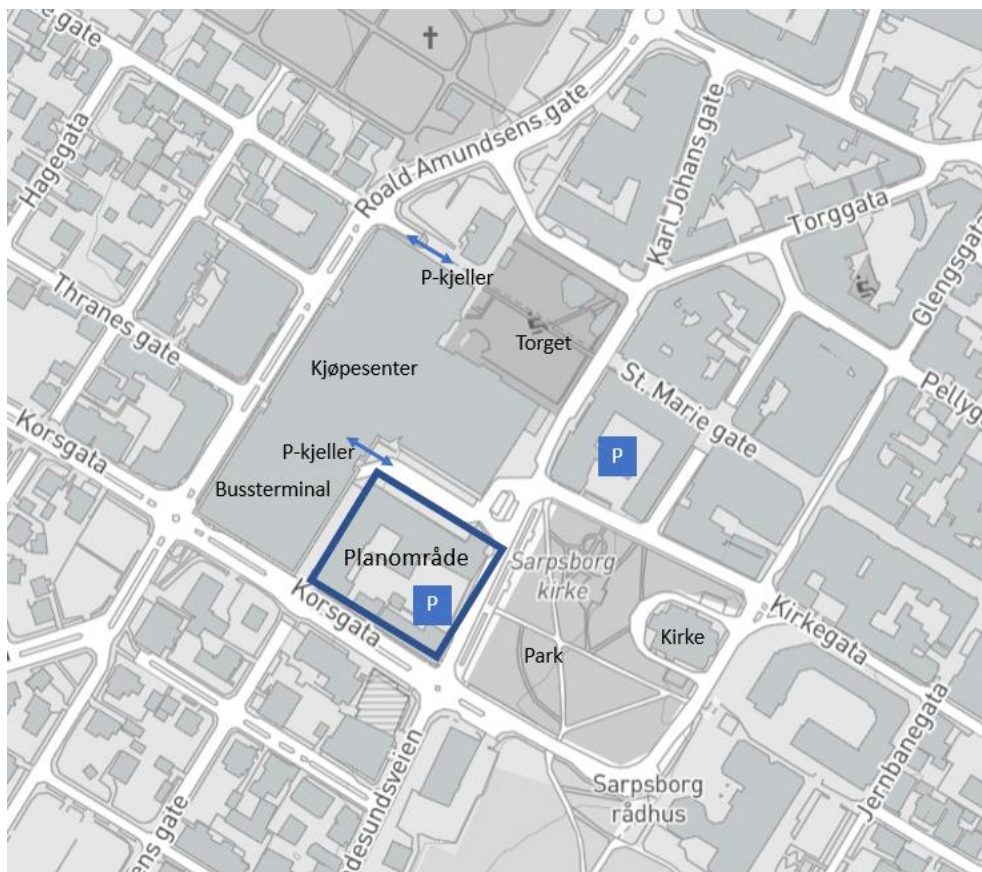 e gate
Hagegata
Roald Amundsens gate
Karl Johans gate
Torggata
Glengsgata
P-kjeller
Thranes gate
Torget
Kjøpesenter
St. Marie gate
Pellyg
Korsgata
P-kjeller
P
Bussterminal
Planområde
Sarpsborg
kirke
P
Korsgata
Kirke
Kirkegata
Park
Jernbanegata
Sarpsborg
rådhus
ens gate
desundsveien